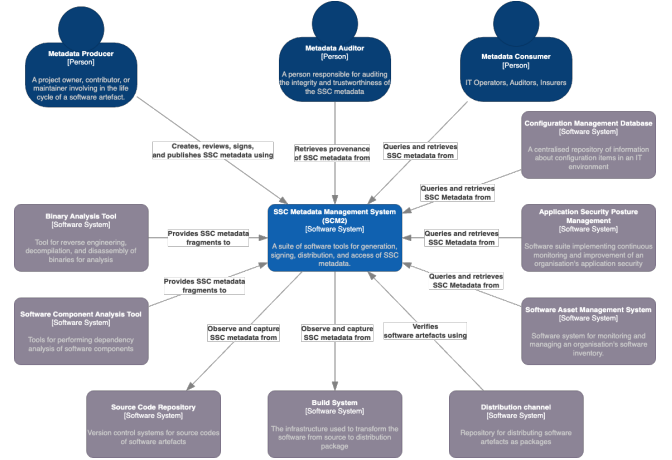 Metadata Producer
[Person]
A project owner, contributor, or
maintainer involving in the life
cycle of a software artefact.
Metadata Auditor
[Person]
A person responsible for auditing
the integrity and trustworthiness
of the SSC metadata
Metadata Consumer
[Person]
IT Operators, Auditors, Insurers
Creates, reviews, signs,
and publishes SSC metadata using
Retrieves provenance
of SSC metadata from
Queries and retrieves
SSC metadata from
Configuration Management Database
[Software System]
A centralised repository of information
about configuration items in an IT
environment
Queries and retrieves
SSC Metadata from
Binary Analysis Tool
[Software System]
Tool for reverse engineering,
decompilation, and disassembly of
binaries for analysis
Provides SSC metadata
fragments to
SSC Metadata Management System
(SCM2)
[Software System]
A suite of software tools for generation,
signing, distribution, and access of SSC
metadata.
Queries and retrieves
SSC Metadata from
Application Security Posture
Management
[Software System]
Software suite implementing continuous
monitoring and improvement of an
organisation's application security
Provides SSC metadata
fragments to
Queries and retrieves
SSC Metadata from
Software Component Analysis Tool
[Software System]
Tools for performing dependency
analysis of software components
Software Asset Management System
[Software System]
Software system for monitoring and
managing an organisation's software
inventory.
Observe and capture
SSC metadata from
Observe and capture
SSC metadata from
Verifies
software artefacts using
Source Code Repository
[Software System]
Version control systems for source codes
of software artefacts
Build System
[Software System]
The infrastructure used to transform the
software from source to distribution
package
Distribution channel
[Software System]
Repository for distributing software
artefacts as packages